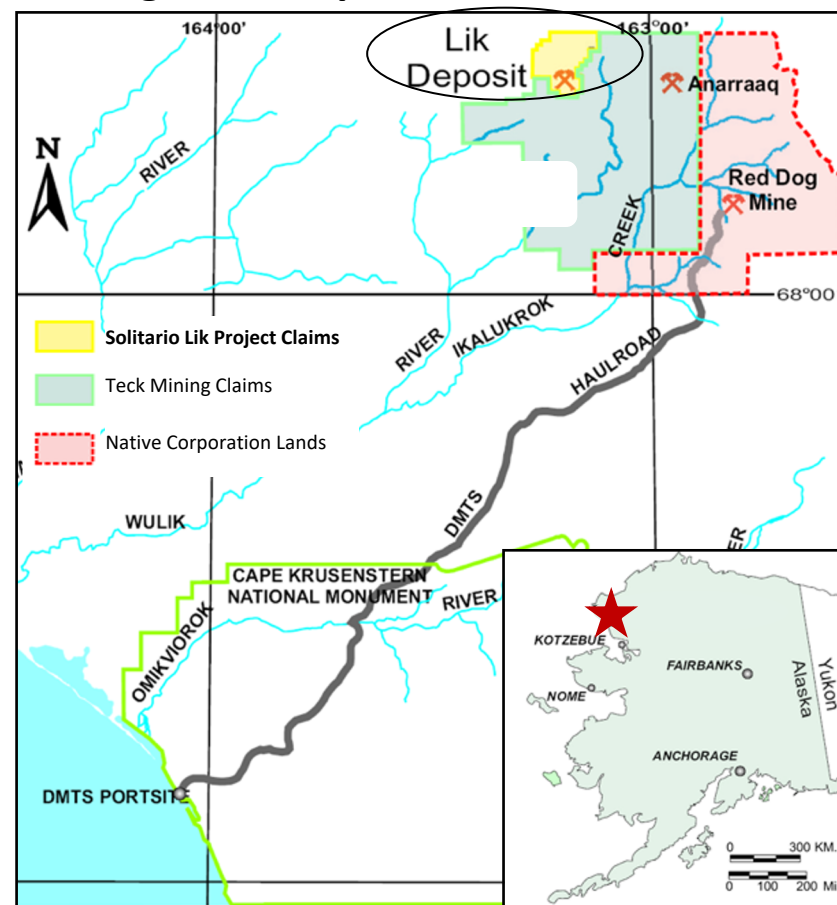 164°00'
163°00'
Lik
Deposit
Anarraaq
N
RIVER
Red Dog
Mine
CREEK
68°00
Solitario Lik Project Claims
Teck Mining Claims
Native Corporation Lands
RIVER
IKALUKROK
HAULROAD
DMTS
WULIK
CAPE KRUSENSTERN
NATIONAL MONUMENT
RIVER
OMIKVIOROK
DMTS PORTSITE
KOTZEBUE
FAIRBANKS
NOME
ANCHORAGE
Alaska
Yukon
0 300 KM.
0 100 200 Mi